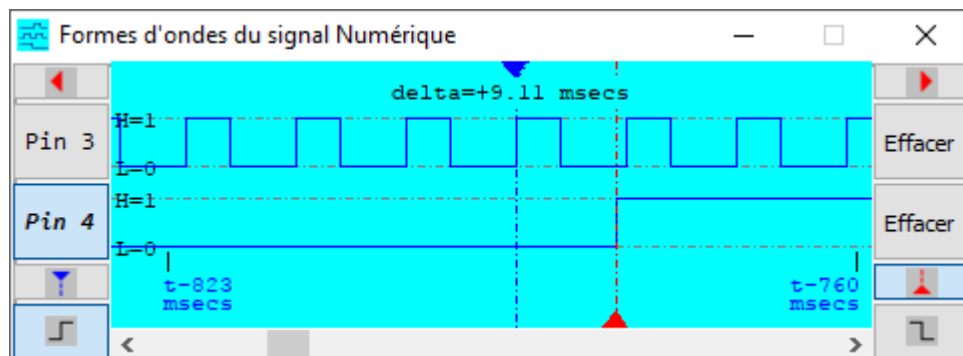 Formes d'ondes du signal Numérique
delta=+9.11 msecs
Pin 3
H=1
L=0
Effacer
Pin 4
H=1
L=0
Effacer
t-823
msecs
t-760
msecs